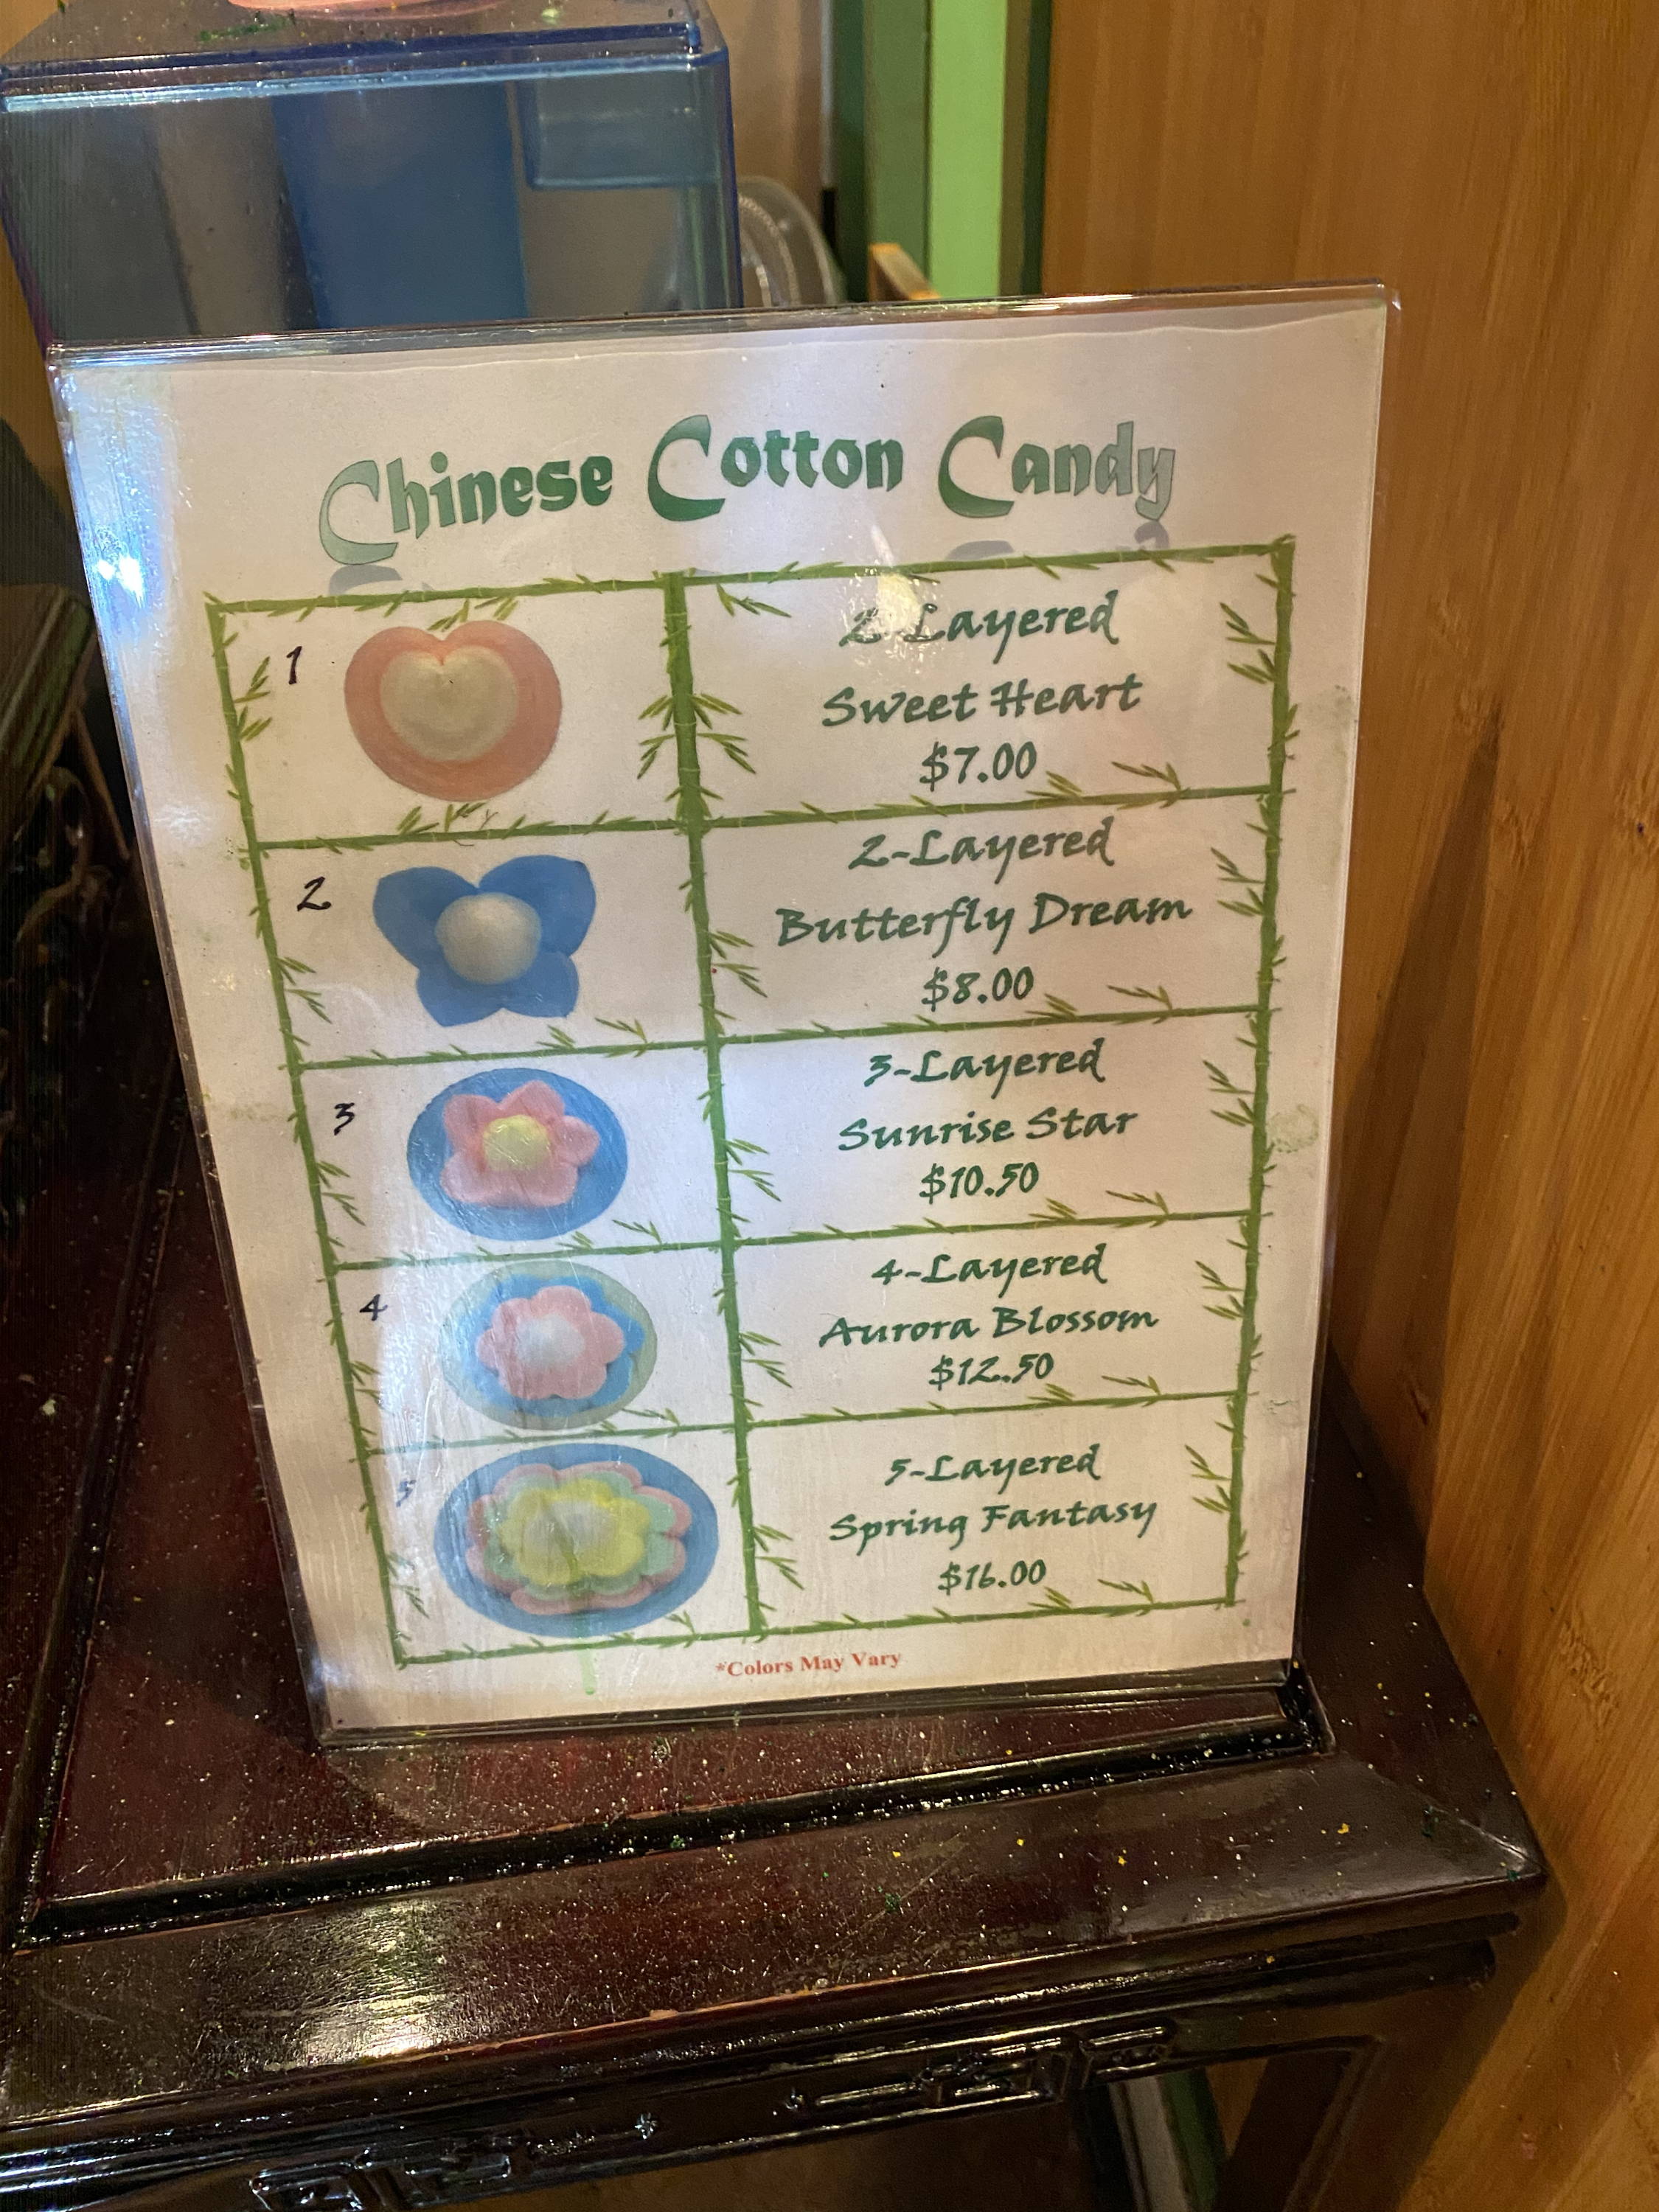 Chinese Cotton Candy
1
2-Layered
Sweet Heart
$7.00
2
2-Layered
Butterfly Dream
$8.00
3
3-Layered
Sunrise Star
$10.50
4
4-Layered
Aurora Blossom
$12.50
5
5-Layered
Spring Fantasy
$16.00
*Colors May Vary